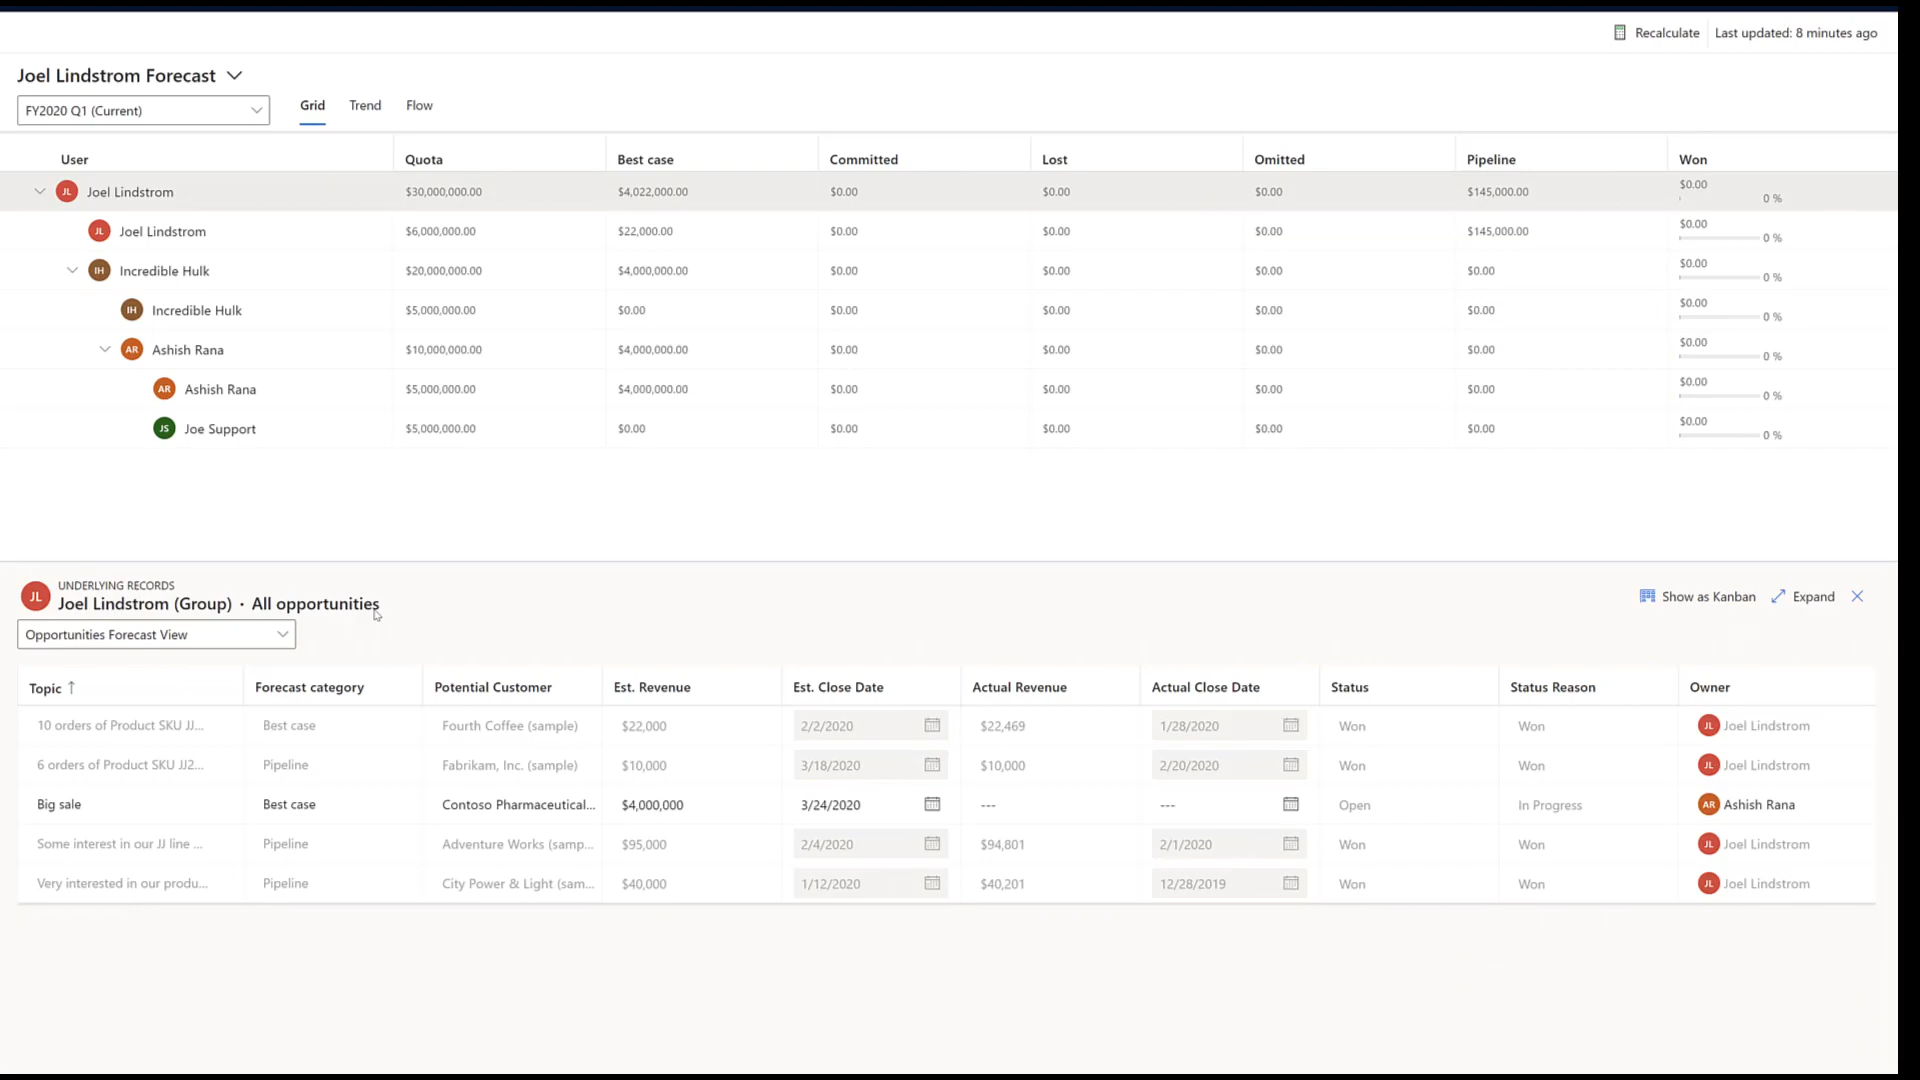 Recalculate Last updated: 8 minutes ago
Joel Lindstrom Forecast
FY2020 Q1 (Current) Grid Trend Flow
User Quota Best case Committed Lost Omitted Pipeline Won
JL Joel Lindstrom $30,000,000.00 $4,022,000.00 $0.00 $0.00 $0.00 $145,000.00 $0.00 0 %
JL Joel Lindstrom $6,000,000.00 $22,000.00 $0.00 $0.00 $0.00 $145,000.00 $0.00 0 %
IH Incredible Hulk $20,000,000.00 $4,000,000.00 $0.00 $0.00 $0.00 $0.00 $0.00 0 %
IH Incredible Hulk $5,000,000.00 $0.00 $0.00 $0.00 $0.00 $0.00 $0.00 0 %
AR Ashish Rana $10,000,000.00 $4,000,000.00 $0.00 $0.00 $0.00 $0.00 $0.00 0 %
AR Ashish Rana $5,000,000.00 $4,000,000.00 $0.00 $0.00 $0.00 $0.00 $0.00 0 %
JS Joe Support $5,000,000.00 $0.00 $0.00 $0.00 $0.00 $0.00 $0.00 0 %
UNDERLYING RECORDS
JL Joel Lindstrom (Group) · All opportunities Show as Kanban Expand
Opportunities Forecast View
Topic Forecast category Potential Customer Est. Revenue Est. Close Date Actual Revenue Actual Close Date Status Status Reason Owner
10 orders of Product SKU JJ... Best case Fourth Coffee (sample) $22,000 2/2/2020 $22,469 1/28/2020 Won Won JL Joel Lindstrom
6 orders of Product SKU JJ2... Pipeline Fabrikam, Inc. (sample) $10,000 3/18/2020 $10,000 2/20/2020 Won Won JL Joel Lindstrom
Big sale Best case Contoso Pharmaceutical... $4,000,000 3/24/2020 --- --- Open In Progress AR Ashish Rana
Some interest in our JJ line ... Pipeline Adventure Works (samp... $95,000 2/4/2020 $94,801 2/1/2020 Won Won JL Joel Lindstrom
Very interested in our produ... Pipeline City Power & Light (sam... $40,000 1/12/2020 $40,201 12/28/2019 Won Won JL Joel Lindstrom